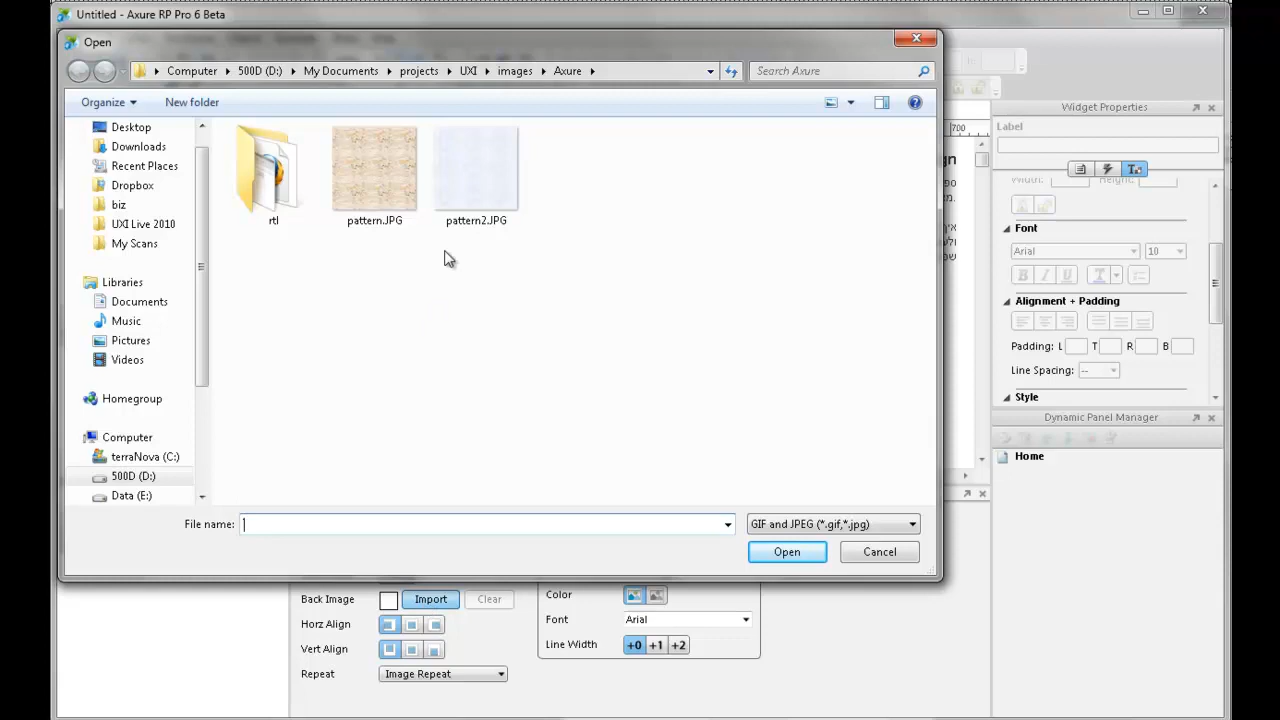 Untitled - Axure RP Pro 6 Beta
Open
Computer 500D (D:) My Documents projects UXI images Axure
Search Axure
Organize New folder
Desktop
Downloads
Recent Places
Dropbox
biz
UXI Live 2010
My Scans
Libraries
Documents
Music
Pictures
Videos
Homegroup
Computer
terraNova (C:)
500D (D:)
Data (E:)
rtl
pattern.JPG
pattern2.JPG
File name:
GIF and JPEG (*.gif,*.jpg)
Open Cancel
700
Widget Properties
Label
Width: Height:
Font
Arial 10
B I U
Alignment + Padding
Padding: L T R B
Line Spacing: --
Style
Dynamic Panel Manager
Home
Back Image Import Clear
Horz Align
Vert Align
Repeat Image Repeat
Color
Font Arial
Line Width +0 +1 +2